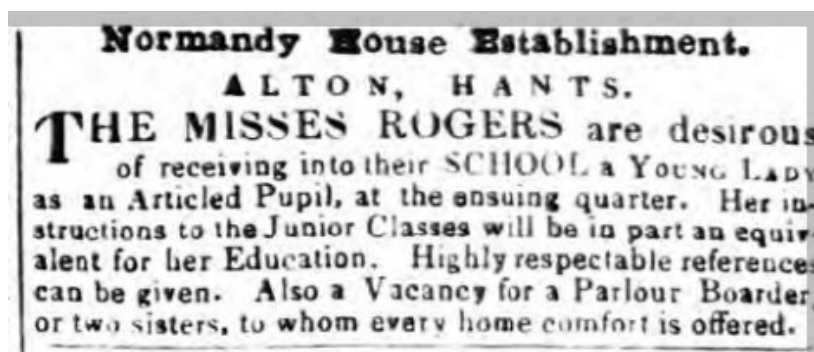 Normandy House Establishment.
ALTON, HANTS.
THE MISSES ROGERS are desirous
of receiving into their SCHOOL a YOUNG LADY
as an Articled Pupil, at the ensuing quarter. Her in-
structions to the Junior Classes will be in part an equiv-
alent for her Education. Highly respectable references
can be given. Also a Vacancy for a Parlour Boarder,
or two sisters, to whom every home comfort is offered.